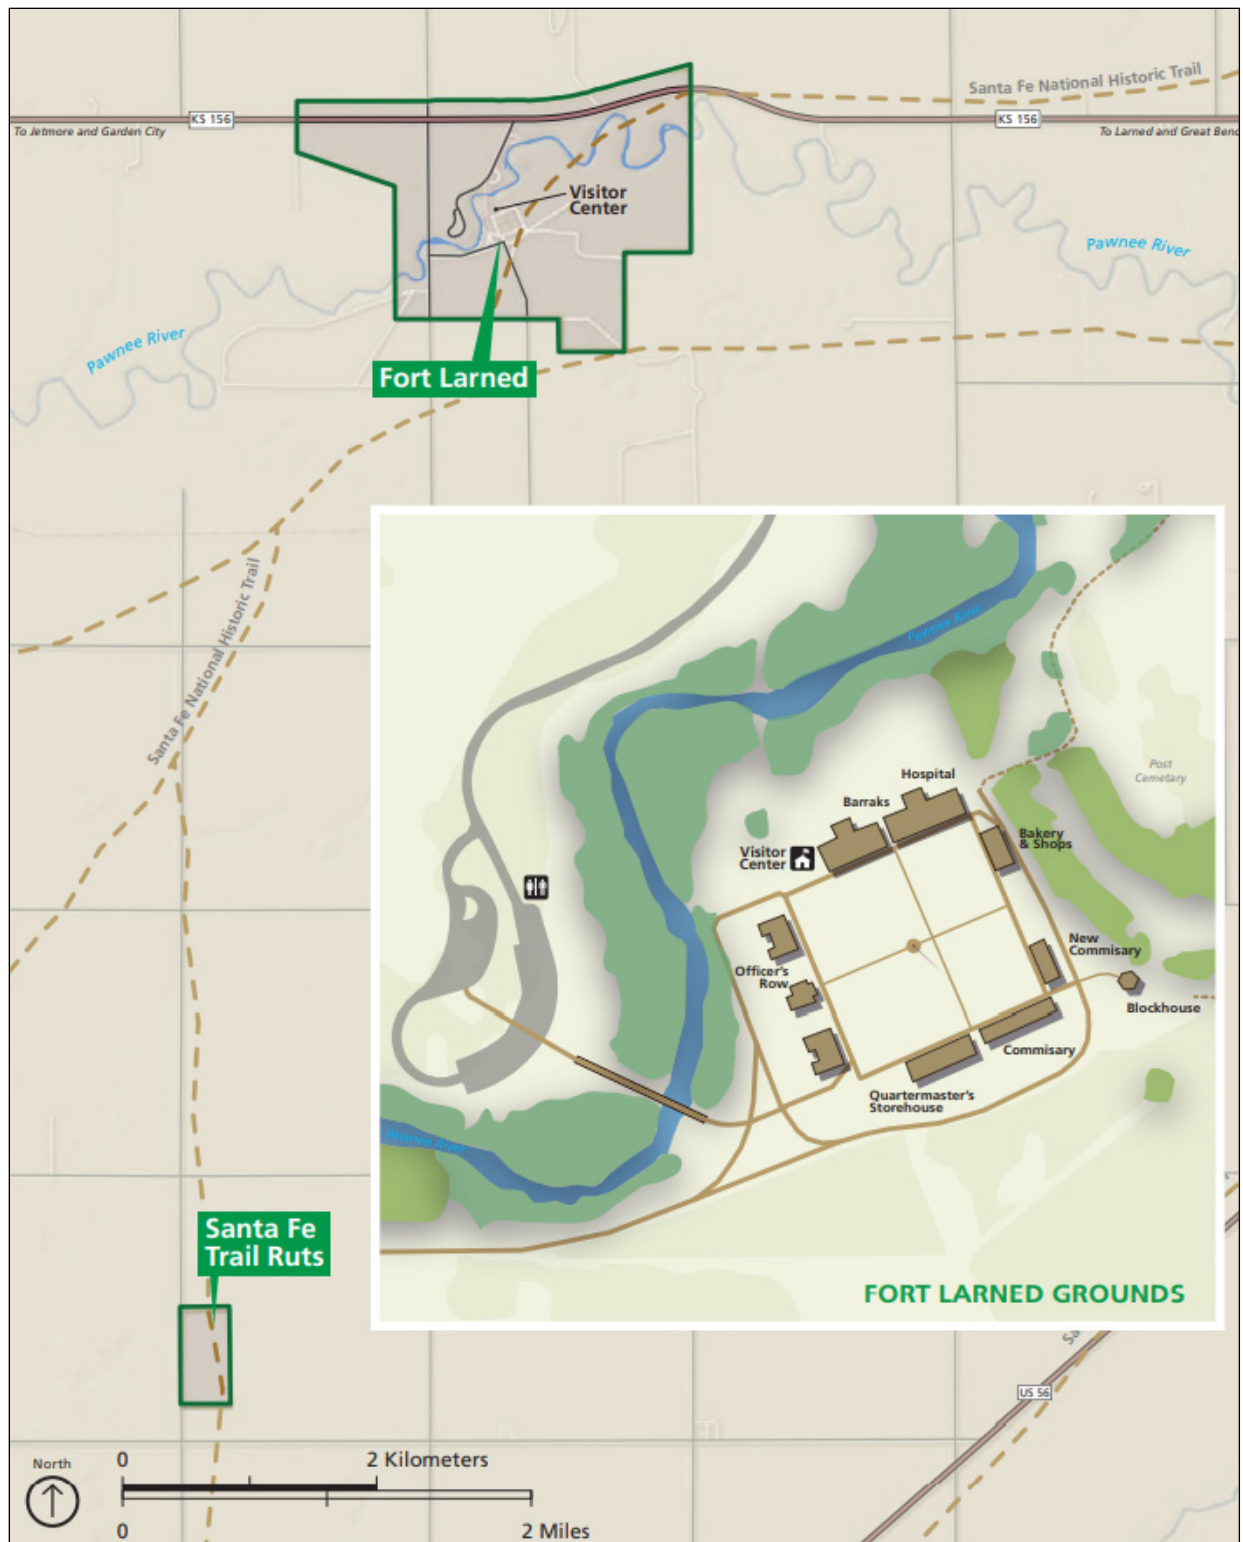 Santa Fe National Historic Trail
KS 156
KS 156
To Jetmore and Garden City
To Larned and Great Bend
Visitor
Center
Pawnee River
Pawnee River
Fort Larned
Santa Fe National Historic Trail
Pawnee River
Post
Cemetary
Hospital
Barraks
Bakery
& Shops
Visitor
Center
New
Commisary
Officer's
Row
Blockhouse
Commisary
Quartermaster's
Storehouse
Pawnee River
Santa Fe
Trail Ruts
FORT LARNED GROUNDS
US 56
North
0
2 Kilometers
0
2 Miles